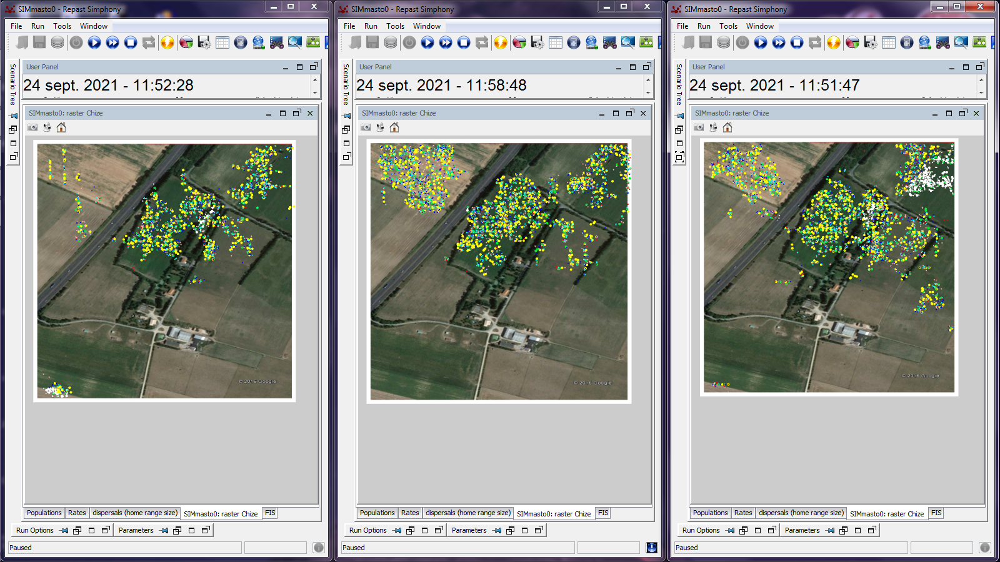 SIMmasto0 - Repast Simphony
File Run Tools Window
Scenario Tree
User Panel
24 sept. 2021 - 11:52:28
SIMmasto0: raster Chize
© 2016 Google
Populations Rates dispersals (home range size) SIMmasto0: raster Chize FIS
Run Options Parameters
Paused
SIMmasto0 - Repast Simphony
File Run Tools Window
Scenario Tree
User Panel
24 sept. 2021 - 11:58:48
SIMmasto0: raster Chize
© 2016 Google
Populations Rates dispersals (home range size) SIMmasto0: raster Chize FIS
Run Options Parameters
Paused
SIMmasto0 - Repast Simphony
File Run Tools Window
Scenario Tree
User Panel
24 sept. 2021 - 11:51:47
SIMmasto0: raster Chize
© 2016 Google
Populations Rates dispersals (home range size) SIMmasto0: raster Chize FIS
Run Options Parameters
Paused